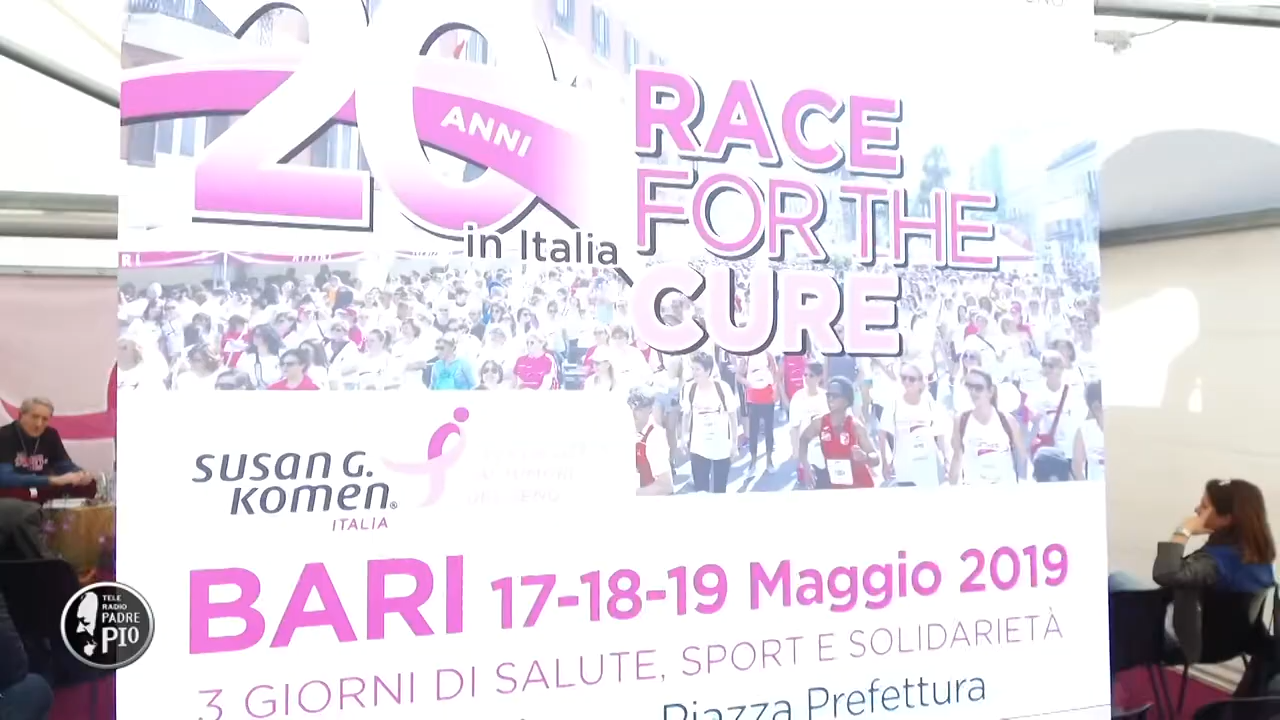 20
ANNI
in Italia
RACE
FOR THE
CURE
susan G.
Komen®
ITALIA
BARI 17-18-19 Maggio 2019
3 GIORNI DI SALUTE, SPORT E SOLIDARIETÀ
Piazza Prefettura
TELE
RADIO
PADRE
PIO